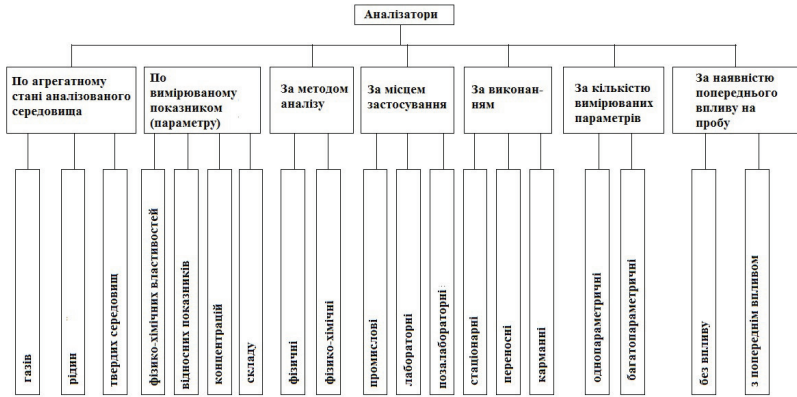 Аналізатори
По агрегатному
стані аналізованого
середовища
По
вимірюваному
показником
(параметру)
За методом
аналізу
За місцем
застосування
За виконан-
ням
За кількістю
вимірюваних
параметрів
За наявністю
попереднього
впливу на
пробу
газів
рідин
твердих середовищ
фізико-хімічних властивостей
відносних показників
концентрацій
складу
фізичні
фізико-хімічні
промислові
лабораторні
позалабораторні
стаціонарні
переносні
карманні
однопараметричні
багатопараметричні
без впливу
з попереднім впливом